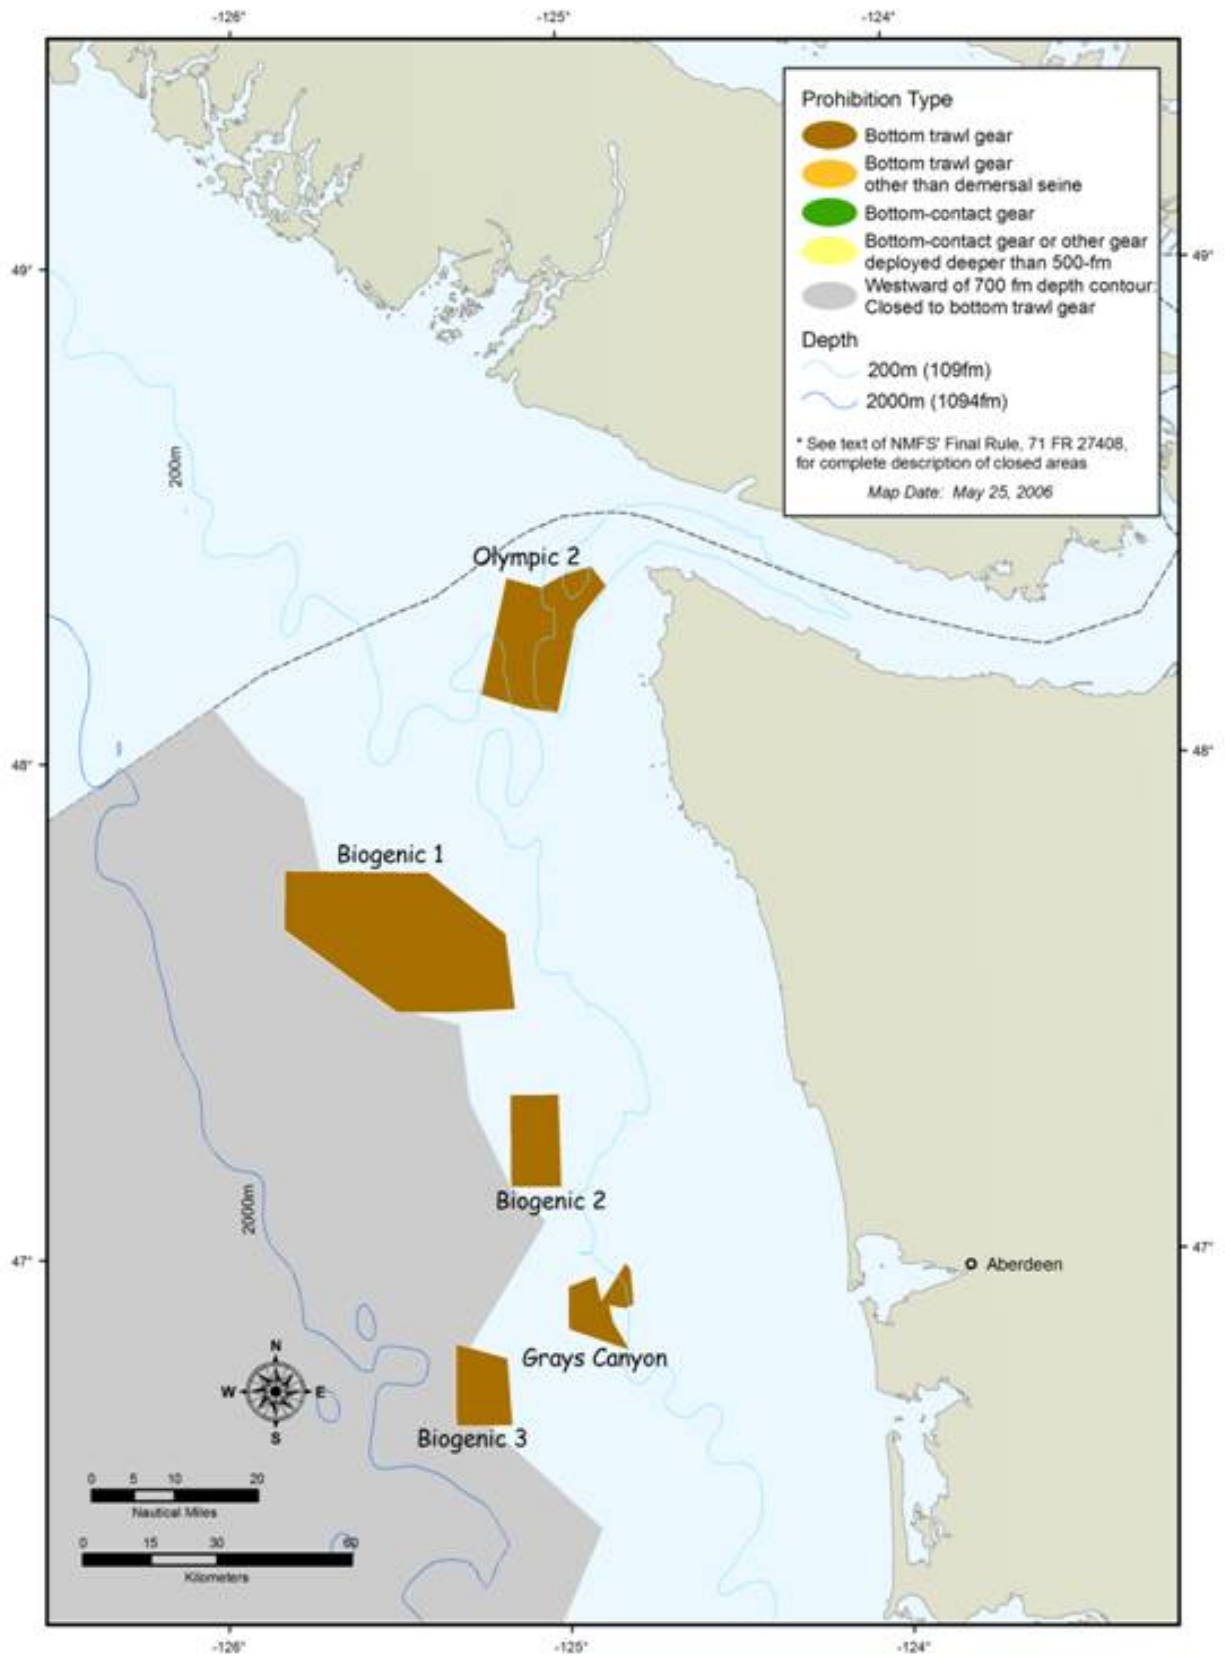 -126°
-125°
-124°
Prohibition Type
Bottom trawl gear
Bottom trawl gear
other than demersal seine
Bottom-contact gear
Bottom-contact gear or other gear
deployed deeper than 500-fm
Westward of 700 fm depth contour:
Closed to bottom trawl gear
Depth
200m (109fm)
2000m (1094fm)
* See text of NMFS' Final Rule, 71 FR 27408,
for complete description of closed areas
Map Date: May 25, 2006
49°
49°
200m
Olympic 2
48°
48°
Biogenic 1
Biogenic 2
2000m
47°
47°
Aberdeen
Grays Canyon
N
W
E
S
Biogenic 3
0 5 10 20
Nautical Miles
0 15 30 60
Kilometers
-126°
-125°
-124°